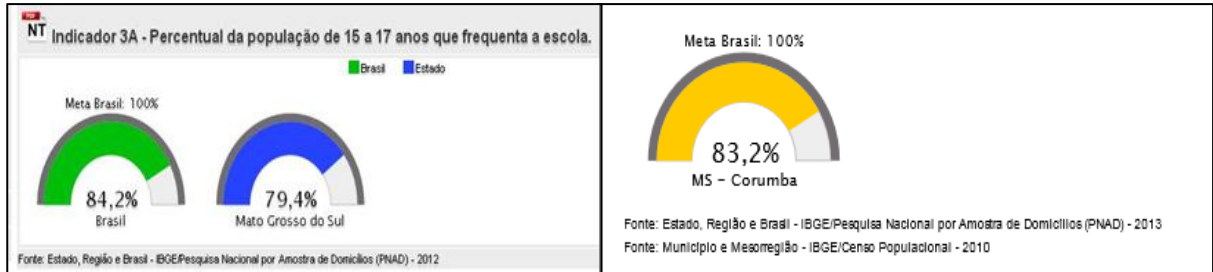 PDF
NT Indicador 3A - Percentual da população de 15 a 17 anos que frequenta a escola.
Brasil Estado
Meta Brasil: 100%
84,2%
Brasil
79,4%
Mato Grosso do Sul
Fonte: Estado, Região e Brasil - IBGE/Pesquisa Nacional por Amostra de Domicílios (PNAD) - 2012
Meta Brasil: 100%
83,2%
MS - Corumba
Fonte: Estado, Região e Brasil - IBGE/Pesquisa Nacional por Amostra de Domicílios (PNAD) - 2013
Fonte: Município e Mesorregião - IBGE/Censo Populacional - 2010